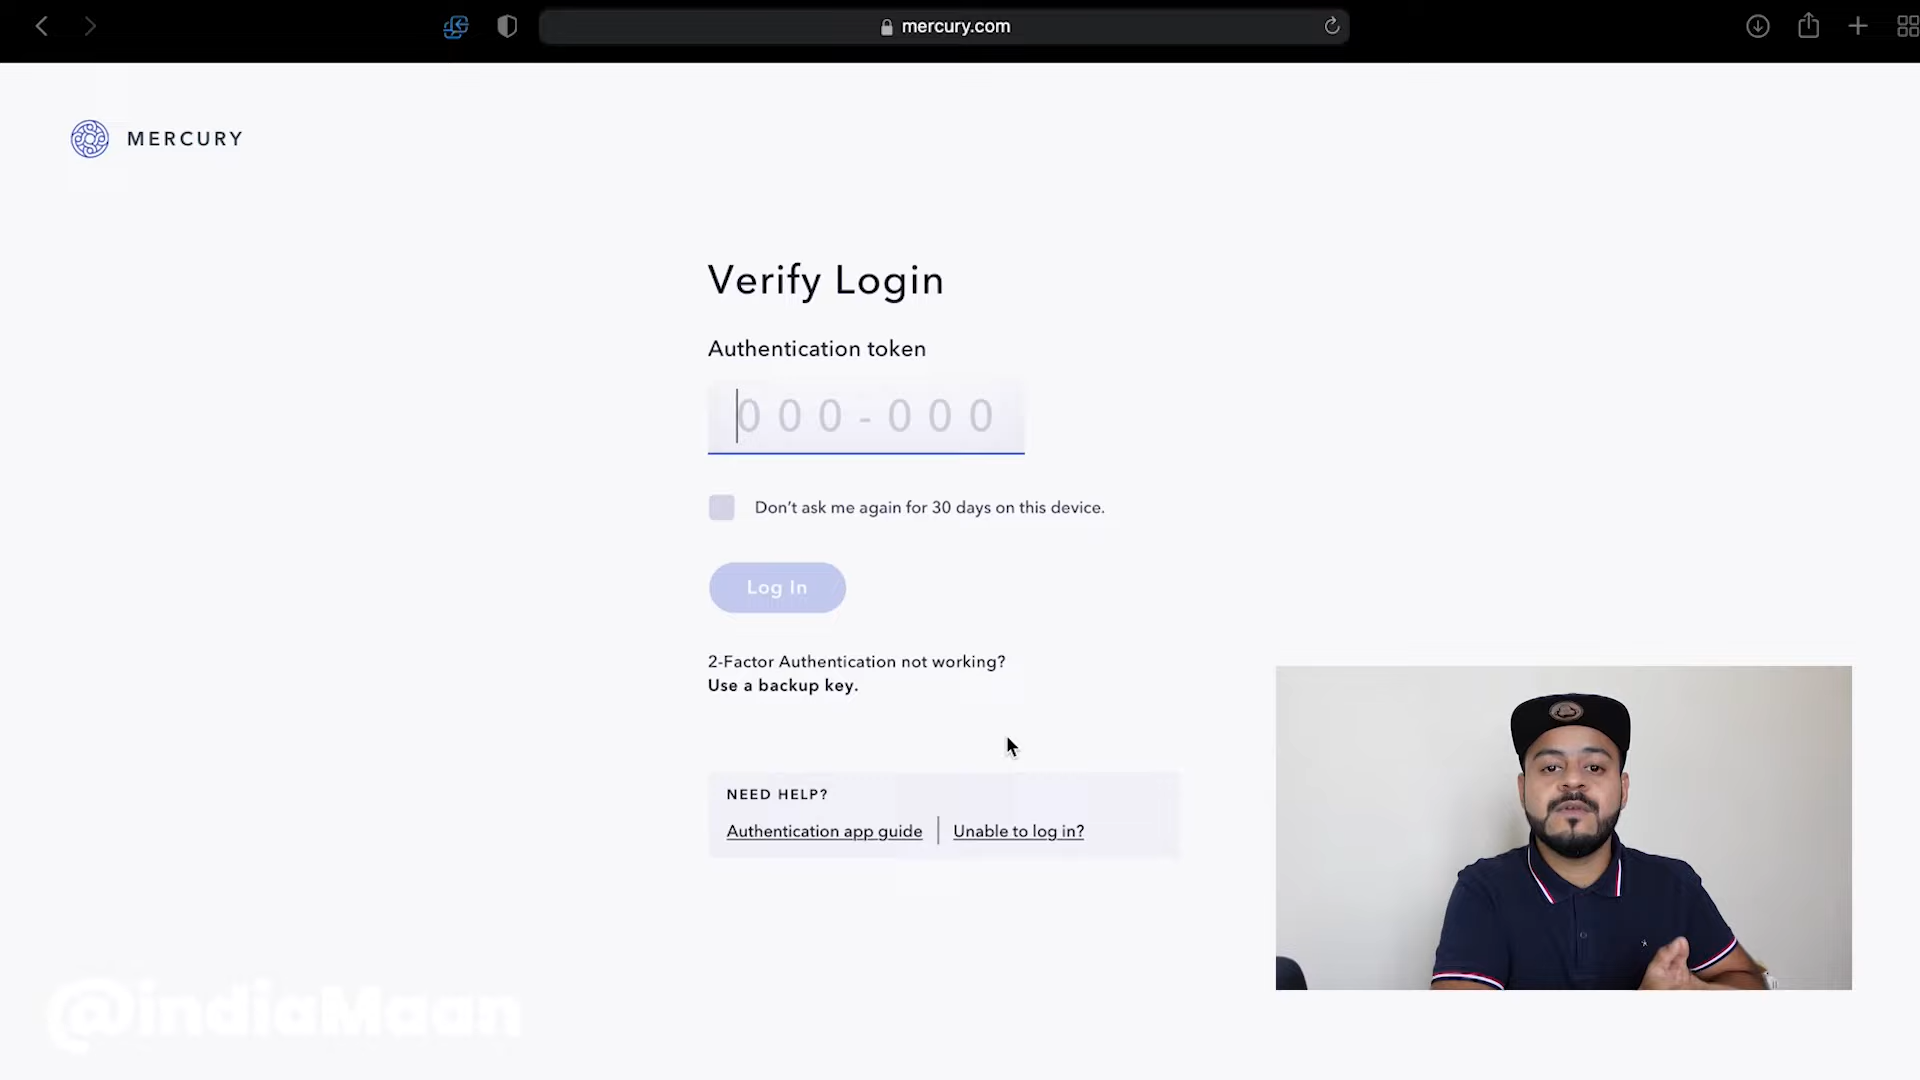 mercury.com
MERCURY
Verify Login
Authentication token
000-000
Don't ask me again for 30 days on this device.
Log In
2-Factor Authentication not working?
Use a backup key.
NEED HELP?
Authentication app guide
Unable to log in?
@indiaMaan